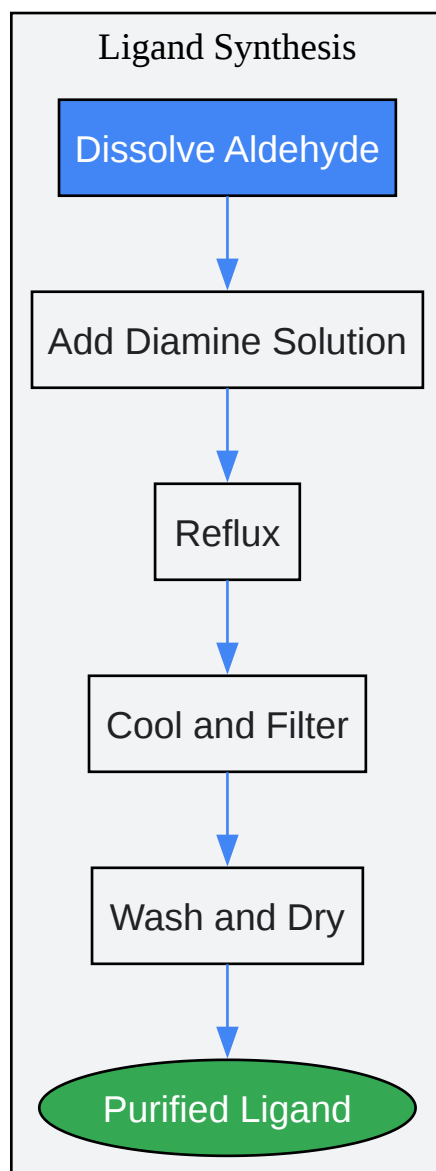 Ligand Synthesis
Dissolve Aldehyde
Add Diamine Solution
Reflux
Cool and Filter
Wash and Dry
Purified Ligand